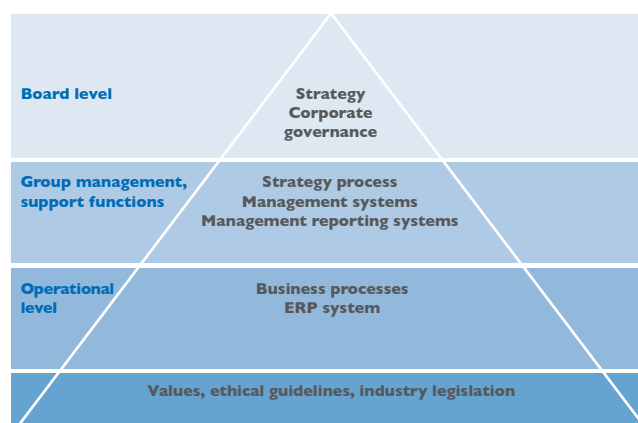 Board level
Strategy
Corporate
governance
Group management,
support functions
Strategy process
Management systems
Management reporting systems
Operational
level
Business processes
ERP system
Values, ethical guidelines, industry legislation